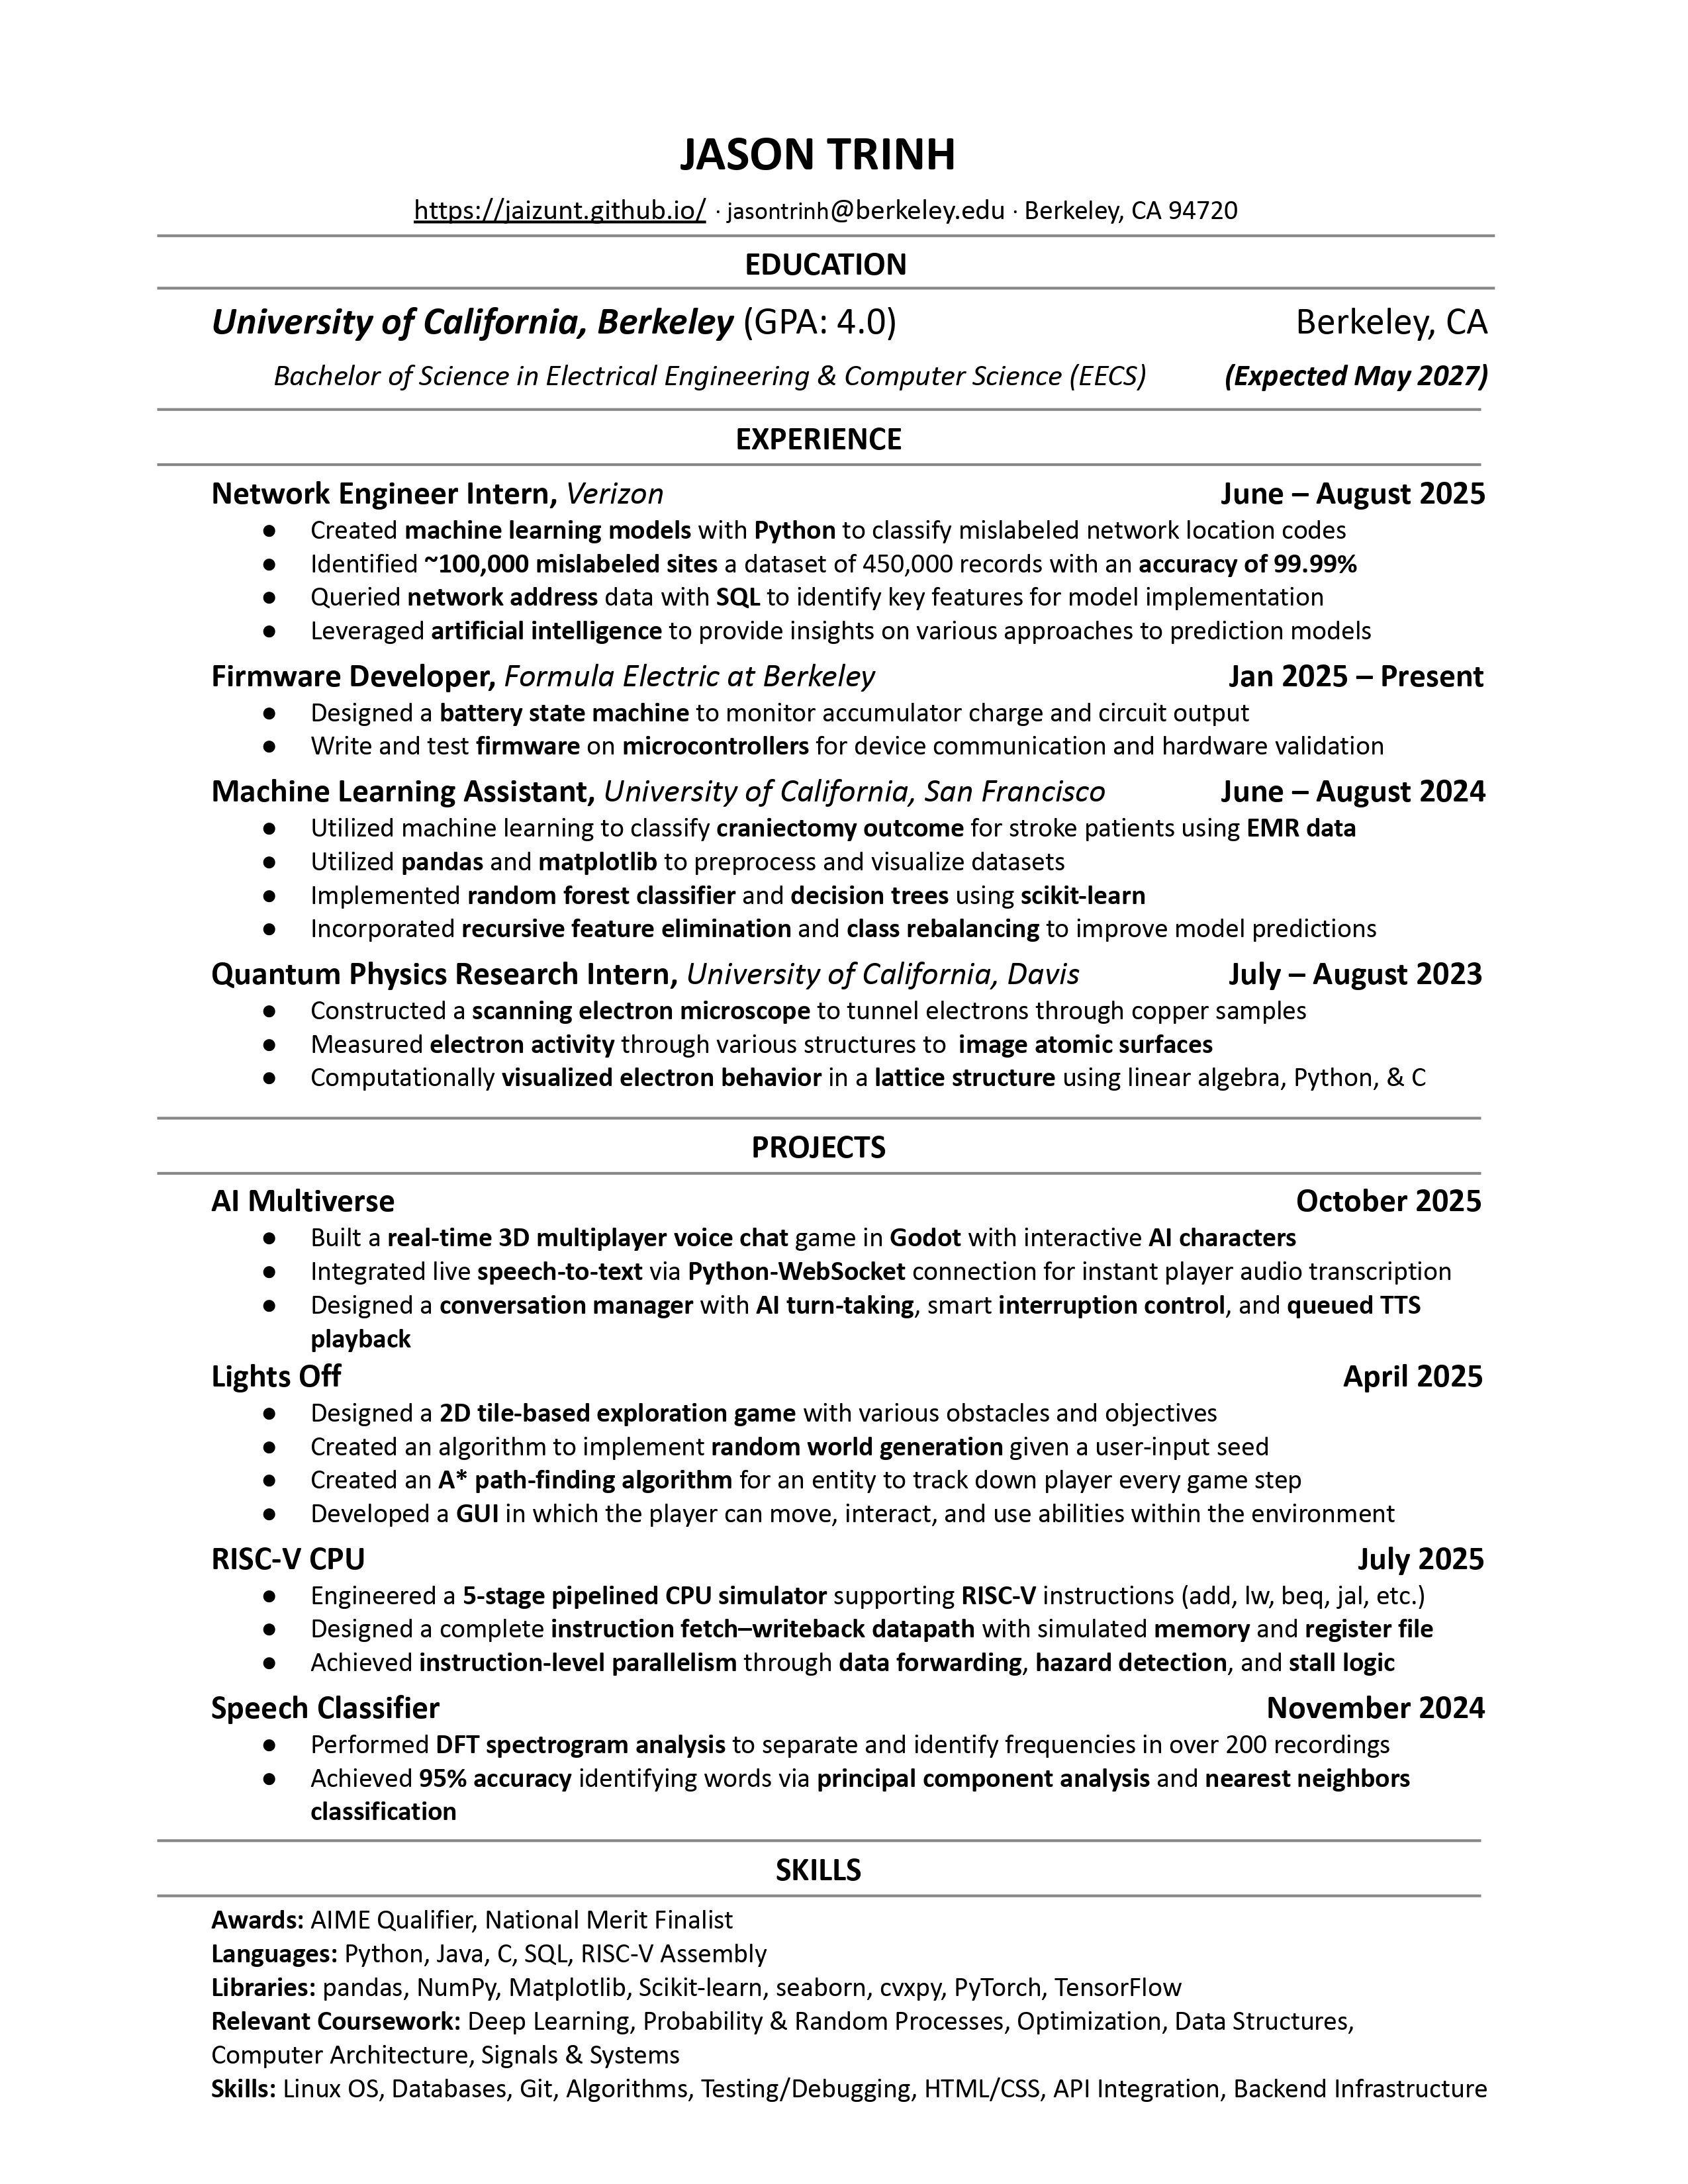 JASON TRINH
https://jaizunt.github.io/ · jasontrinh@berkeley.edu · Berkeley, CA 94720
EDUCATION
University of California, Berkeley (GPA: 4.0) Berkeley, CA
Bachelor of Science in Electrical Engineering & Computer Science (EECS) (Expected May 2027)
EXPERIENCE
Network Engineer Intern, Verizon June – August 2025
● Created machine learning models with Python to classify mislabeled network location codes
● Identified ~100,000 mislabeled sites a dataset of 450,000 records with an accuracy of 99.99%
● Queried network address data with SQL to identify key features for model implementation
● Leveraged artificial intelligence to provide insights on various approaches to prediction models
Firmware Developer, Formula Electric at Berkeley Jan 2025 – Present
● Designed a battery state machine to monitor accumulator charge and circuit output
● Write and test firmware on microcontrollers for device communication and hardware validation
Machine Learning Assistant, University of California, San Francisco June – August 2024
● Utilized machine learning to classify craniectomy outcome for stroke patients using EMR data
● Utilized pandas and matplotlib to preprocess and visualize datasets
● Implemented random forest classifier and decision trees using scikit-learn
● Incorporated recursive feature elimination and class rebalancing to improve model predictions
Quantum Physics Research Intern, University of California, Davis July – August 2023
● Constructed a scanning electron microscope to tunnel electrons through copper samples
● Measured electron activity through various structures to image atomic surfaces
● Computationally visualized electron behavior in a lattice structure using linear algebra, Python, & C
PROJECTS
AI Multiverse October 2025
● Built a real-time 3D multiplayer voice chat game in Godot with interactive AI characters
● Integrated live speech-to-text via Python-WebSocket connection for instant player audio transcription
● Designed a conversation manager with AI turn-taking, smart interruption control, and queued TTS
playback
Lights Off April 2025
● Designed a 2D tile-based exploration game with various obstacles and objectives
● Created an algorithm to implement random world generation given a user-input seed
● Created an A* path-finding algorithm for an entity to track down player every game step
● Developed a GUI in which the player can move, interact, and use abilities within the environment
RISC-V CPU July 2025
● Engineered a 5-stage pipelined CPU simulator supporting RISC-V instructions (add, lw, beq, jal, etc.)
● Designed a complete instruction fetch–writeback datapath with simulated memory and register file
● Achieved instruction-level parallelism through data forwarding, hazard detection, and stall logic
Speech Classifier November 2024
● Performed DFT spectrogram analysis to separate and identify frequencies in over 200 recordings
● Achieved 95% accuracy identifying words via principal component analysis and nearest neighbors
classification
SKILLS
Awards: AIME Qualifier, National Merit Finalist
Languages: Python, Java, C, SQL, RISC-V Assembly
Libraries: pandas, NumPy, Matplotlib, Scikit-learn, seaborn, cvxpy, PyTorch, TensorFlow
Relevant Coursework: Deep Learning, Probability & Random Processes, Optimization, Data Structures,
Computer Architecture, Signals & Systems
Skills: Linux OS, Databases, Git, Algorithms, Testing/Debugging, HTML/CSS, API Integration, Backend Infrastructure